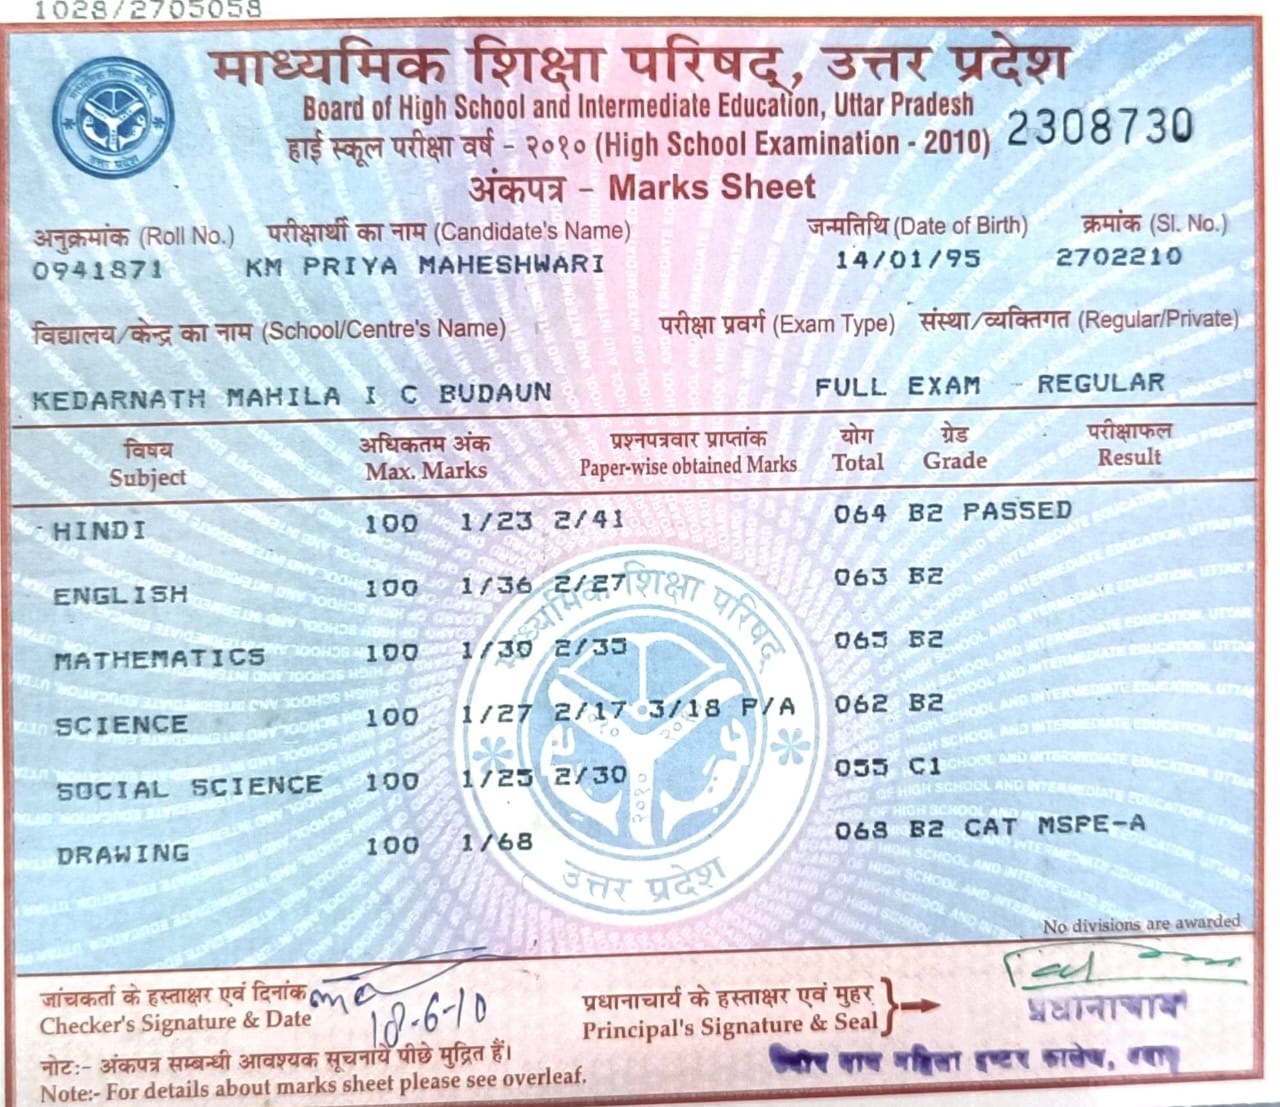 1028/2705058
माध्यमिक शिक्षा परिषद्, उत्तर प्रदेश
Board of High School and Intermediate Education, Uttar Pradesh
हाई स्कूल परीक्षा वर्ष - २०१० (High School Examination - 2010) 2308730
अंकपत्र - Marks Sheet
अनुक्रमांक (Roll No.) परीक्षार्थी का नाम (Candidate's Name) जन्मतिथि (Date of Birth) क्रमांक (Sl. No.)
0941871 KM PRIYA MAHESHWARI 14/01/95 2702210
विद्यालय/केन्द्र का नाम (School/Centre's Name) परीक्षा प्रवर्ग (Exam Type) संस्था/व्यक्तिगत (Regular/Private)
KEDARNATH MAHILA I C BUDAUN FULL EXAM - REGULAR
विषय अधिकतम अंक प्रश्नपत्रवार प्राप्तांक योग ग्रेड परीक्षाफल
Subject Max. Marks Paper-wise obtained Marks Total Grade Result
HINDI 100 1/23 2/41 064 B2 PASSED
ENGLISH 100 1/36 2/27 063 B2
MATHEMATICS 100 1/30 2/35 065 B2
SCIENCE 100 1/27 2/17 3/18 P/A 062 B2
SOCIAL SCIENCE 100 1/25 2/30 055 C1
DRAWING 100 1/68 068 B2 CAT MSPE-A
माध्यमिक शिक्षा परिषद्
उत्तर प्रदेश
No divisions are awarded
जांचकर्ता के हस्ताक्षर एवं दिनांक
Checker's Signature & Date 18-6-10
प्रधानाचार्य के हस्ताक्षर एवं मुहर
Principal's Signature & Seal
प्रधानाचार्य
नाथ महिला इण्टर कालेज,
नोट:- अंकपत्र सम्बन्धी आवश्यक सूचनायें पीछे मुद्रित हैं।
Note:- For details about marks sheet please see overleaf.